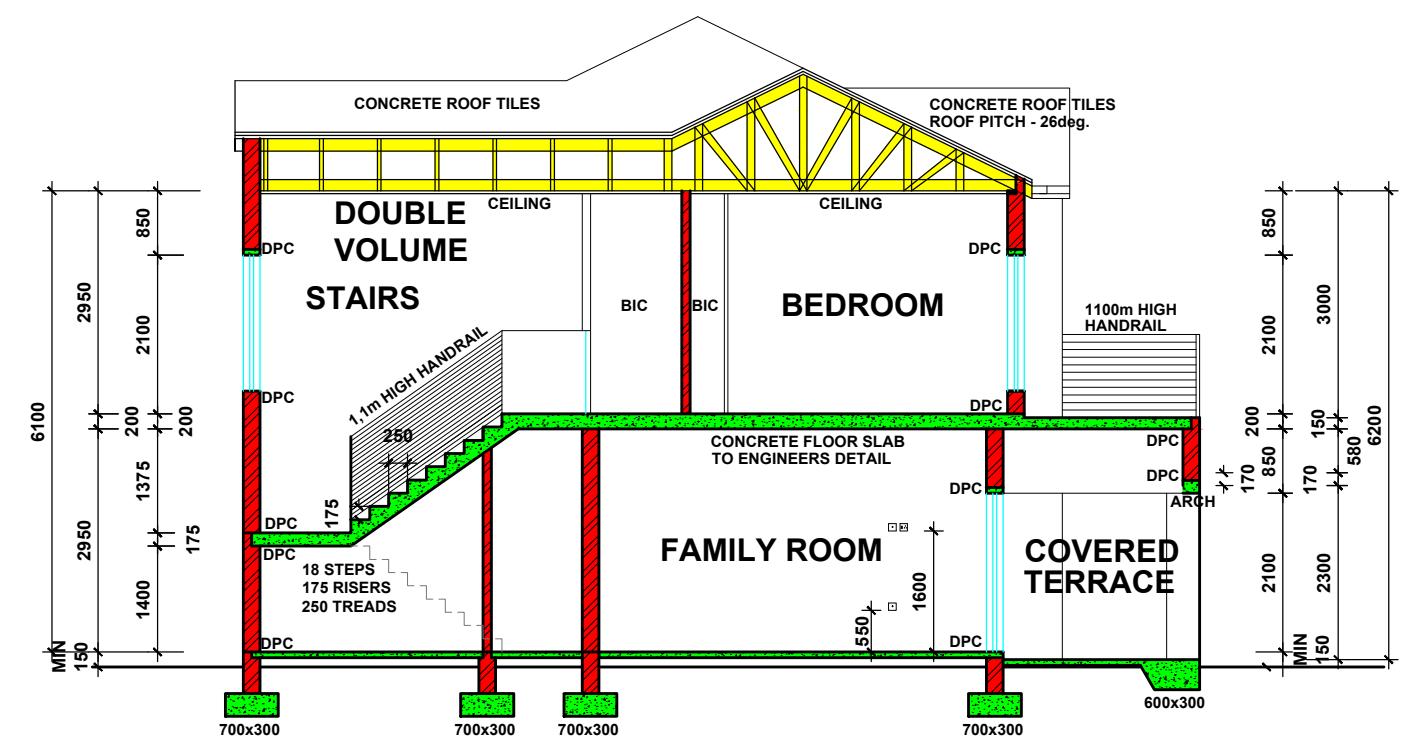 CONCRETE ROOF TILES
CONCRETE ROOF TILES
ROOF PITCH - 26deg.
CEILING
CEILING
DOUBLE
VOLUME
STAIRS
DPC
DPC
BIC
BIC
BEDROOM
DPC
DPC
1100m HIGH
HANDRAIL
1,1m HIGH HANDRAIL
250
175
CONCRETE FLOOR SLAB
TO ENGINEERS DETAIL
DPC
DPC
DPC
ARCH
DPC
DPC
18 STEPS
175 RISERS
250 TREADS
FAMILY ROOM
COVERED
TERRACE
1600
550
DPC
DPC
6100
2950
200
2950
MIN
150
850
2100
200
1375
175
1400
850
2100
200
850
170
2100
3000
150
580
170
2300
MIN
150
6200
700x300
700x300
700x300
700x300
600x300